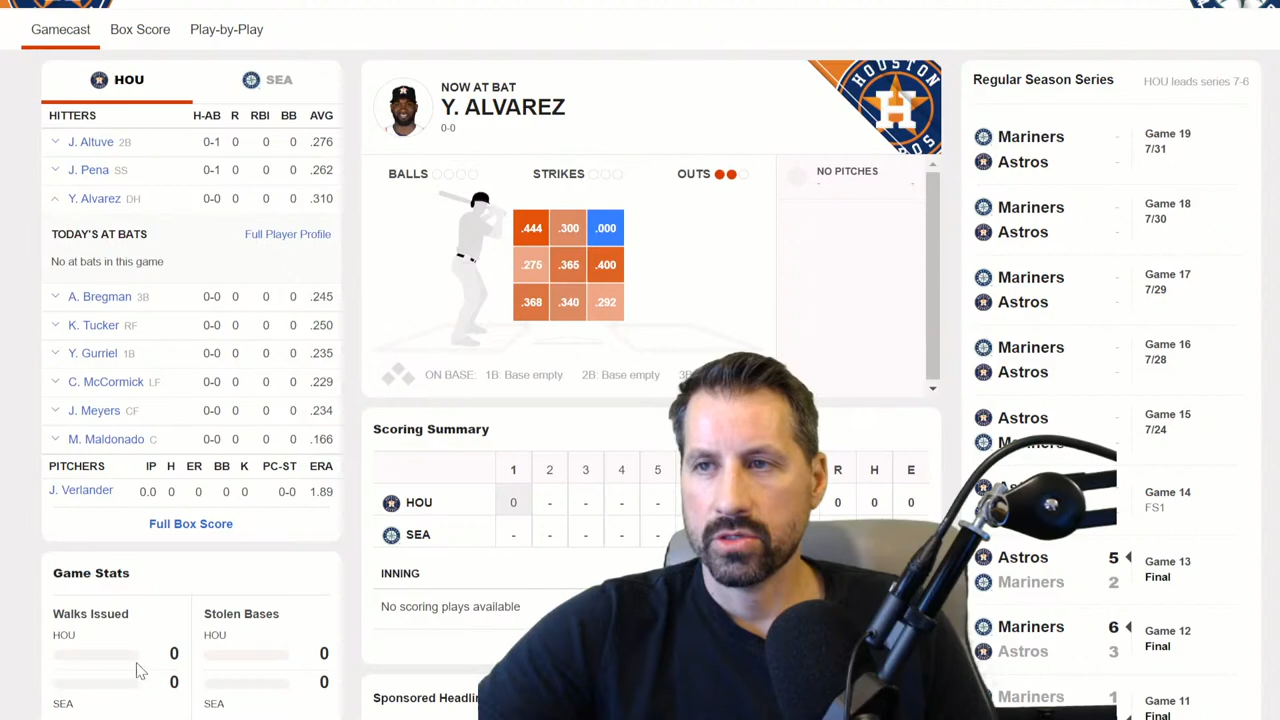 Gamecast Box Score Play-by-Play
HOU SEA
HITTERS H-AB R RBI BB AVG
J. Altuve 2B 0-1 0 0 0 .276
J. Pena SS 0-1 0 0 0 .262
Y. Alvarez DH 0-0 0 0 0 .310
TODAY'S AT BATS Full Player Profile
No at bats in this game
A. Bregman 3B 0-0 0 0 0 .245
K. Tucker RF 0-0 0 0 0 .250
Y. Gurriel 1B 0-0 0 0 0 .235
C. McCormick LF 0-0 0 0 0 .229
J. Meyers CF 0-0 0 0 0 .234
M. Maldonado C 0-0 0 0 0 .166
PITCHERS IP H ER BB K PC-ST ERA
J. Verlander 0.0 0 0 0 0 0-0 1.89
Full Box Score
Game Stats
Walks Issued Stolen Bases
HOU HOU
0 0
0 0
SEA SEA
NOW AT BAT
Y. ALVAREZ
0-0
HOUSTON
H
BALLS STRIKES OUTS
NO PITCHES
- -
.444 .300 .000
.275 .365 .400
.368 .340 .292
ON BASE: 1B: Base empty 2B: Base empty
Scoring Summary
1 2 3 4 5 R H E
HOU 0 - - - - 0 0 0
SEA - - - - - 0 0 0
INNING
No scoring plays available
Regular Season Series HOU leads series 7-6
Mariners - Game 19
Astros - 7/31
Mariners - Game 18
Astros - 7/30
Mariners - Game 17
Astros - 7/29
Mariners - Game 16
Astros - 7/28
Astros - Game 15
7/24
Game 14
FS1
Astros 5 Game 13
Mariners 2 Final
Mariners 6 Game 12
Astros 3 Final
Mariners 1 Game 11
Final